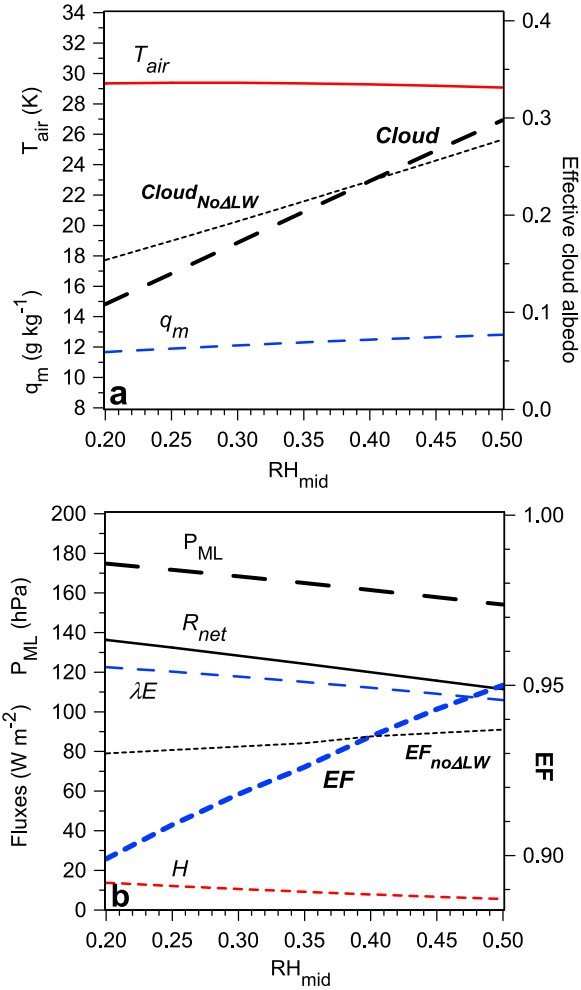 34
32
30
28
26
24
22
20
18
16
14
12
10
8
T_air (K)
q_m (g kg⁻¹)
T_air
Cloud
Cloud_NoΔLW
q_m
a
0.4
0.3
0.2
0.1
0.0
Effective cloud albedo
0.20 0.25 0.30 0.35 0.40 0.45 0.50
RH_mid
200
180
160
140
120
100
80
60
40
20
0
P_ML (hPa)
Fluxes (W m⁻²)
P_ML
R_net
λE
EF_noΔLW
EF
H
b
1.00
0.95
0.90
EF
0.20 0.25 0.30 0.35 0.40 0.45 0.50
RH_mid